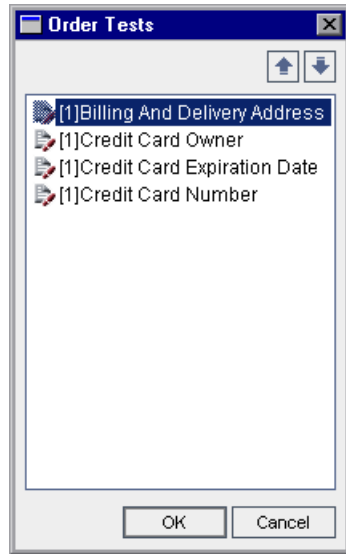 Order Tests
[1]Billing And Delivery Address
[1]Credit Card Owner
[1]Credit Card Expiration Date
[1]Credit Card Number
OK Cancel